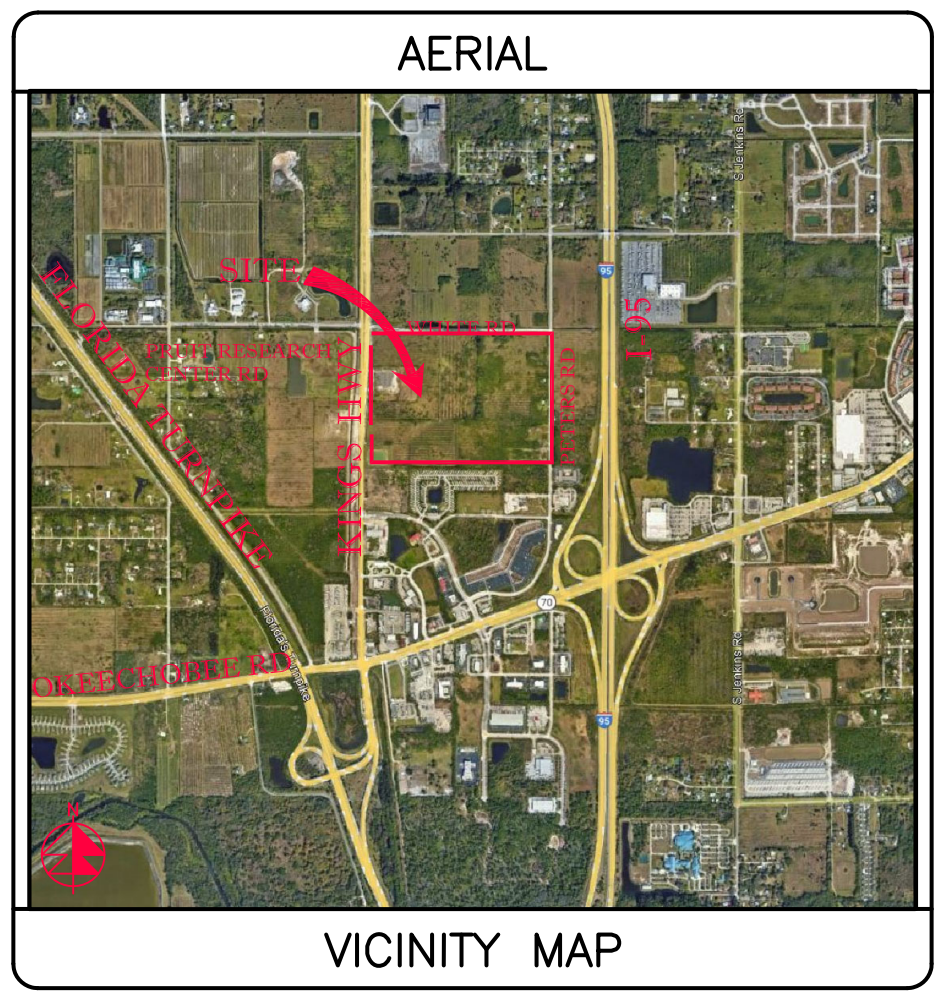 AERIAL
S Jenkins Rd
95
SITE
FLORIDA TURNPIKE
I-95
WHITE RD
PRUIT RESEARCH
CENTER RD
KINGS HWY
PETERS RD
70
Florida's Turnpike
S Jenkins Rd
OKEECHOBEE RD
95
N
VICINITY MAP